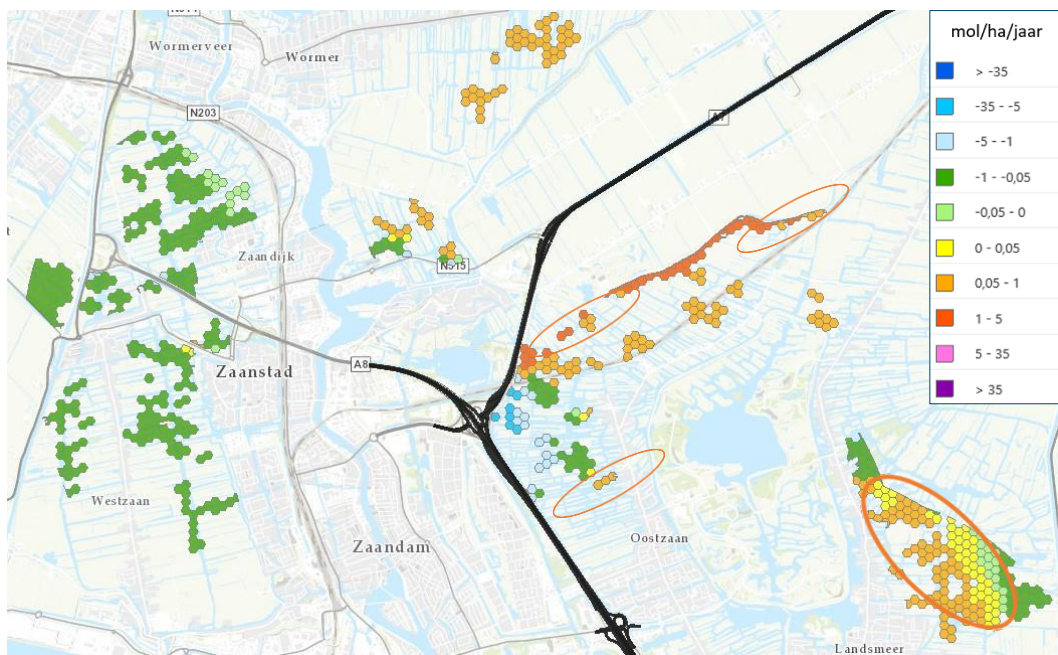 Wormerveer
Wormer
N203
A7
Zaandijk
N515
Zaanstad
A8
Westzaan
Zaandam
Oostzaan
Landsmeer
mol/ha/jaar
> -35
-35 - -5
-5 - -1
-1 - -0,05
-0,05 - 0
0 - 0,05
0,05 - 1
1 - 5
5 - 35
> 35